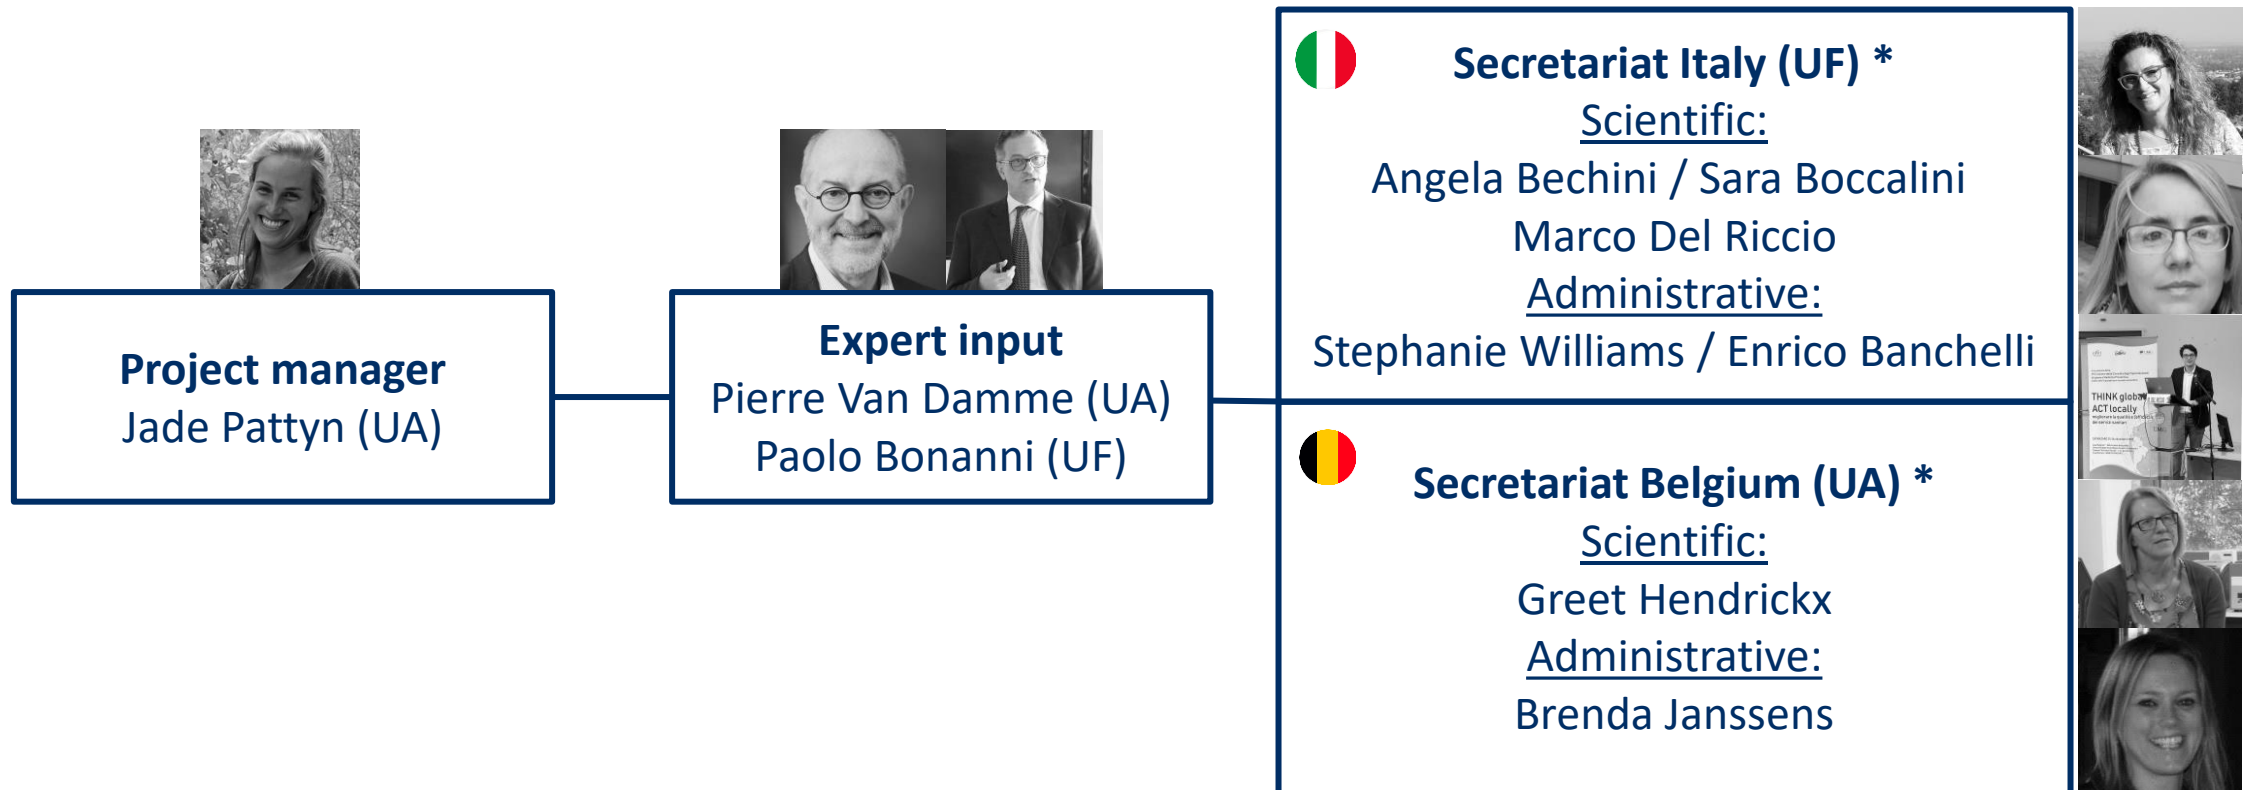 Project manager
Jade Pattyn (UA)
Expert input
Pierre Van Damme (UA)
Paolo Bonanni (UF)
Secretariat Italy (UF) *
Scientific:
Angela Bechini / Sara Boccalini
Marco Del Riccio
Administrative:
Stephanie Williams / Enrico Banchelli
Secretariat Belgium (UA) *
Scientific:
Greet Hendrickx
Administrative:
Brenda Janssens
THINK global
ACT locally